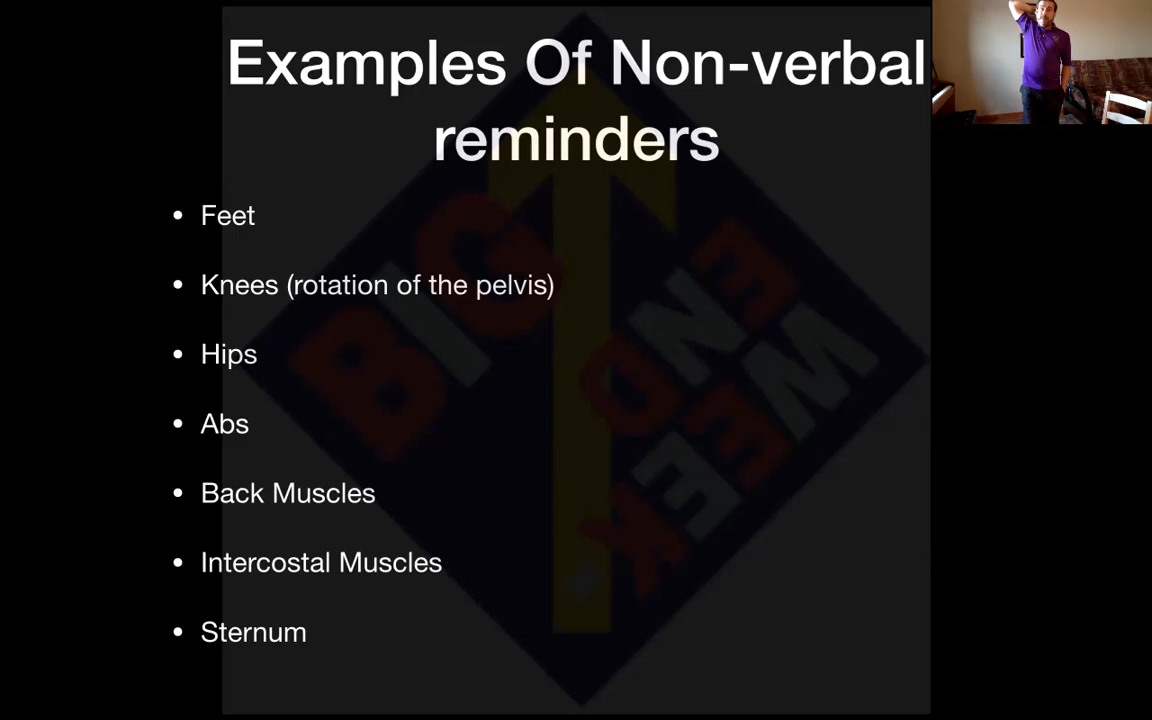 Examples Of Non-verbal
reminders
• Feet
• Knees (rotation of the pelvis)
• Hips
• Abs
• Back Muscles
• Intercostal Muscles
• Sternum
BIG
ONE
WEEK